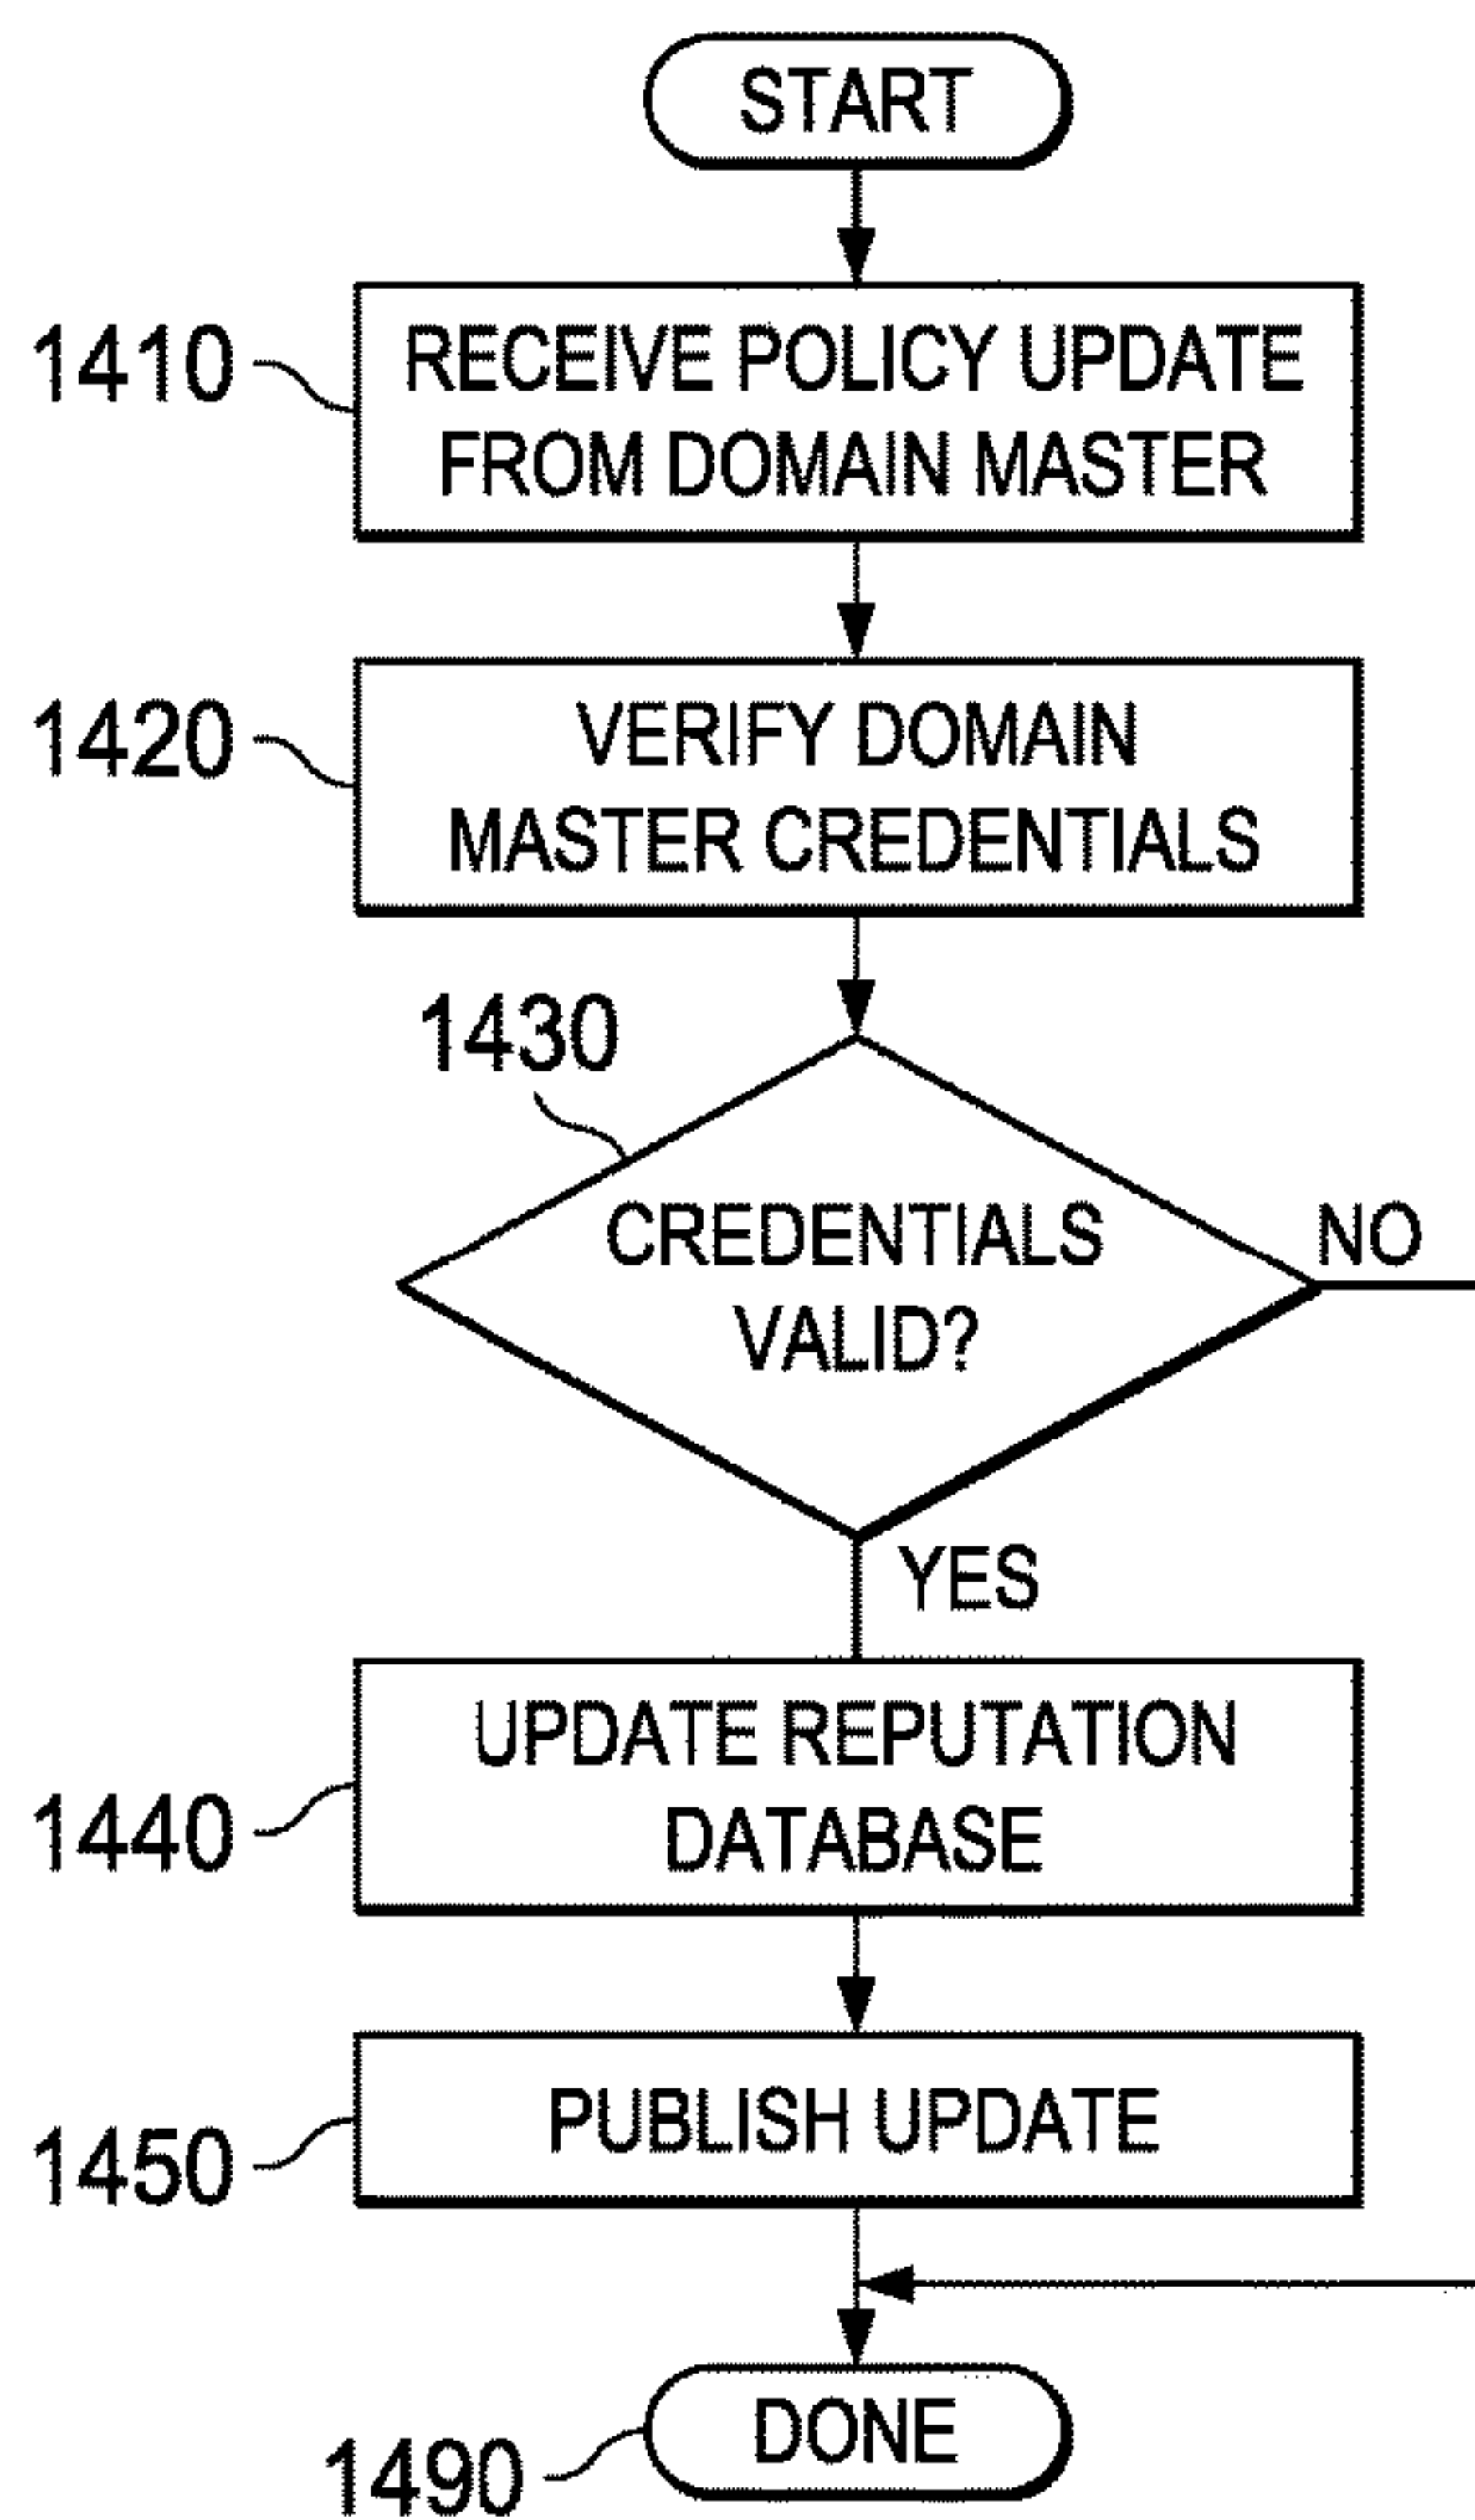 START
1410
RECEIVE POLICY UPDATE
FROM DOMAIN MASTER
1420
VERIFY DOMAIN
MASTER CREDENTIALS
1430
CREDENTIALS
VALID?
NO
YES
1440
UPDATE REPUTATION
DATABASE
1450
PUBLISH UPDATE
DONE
1490